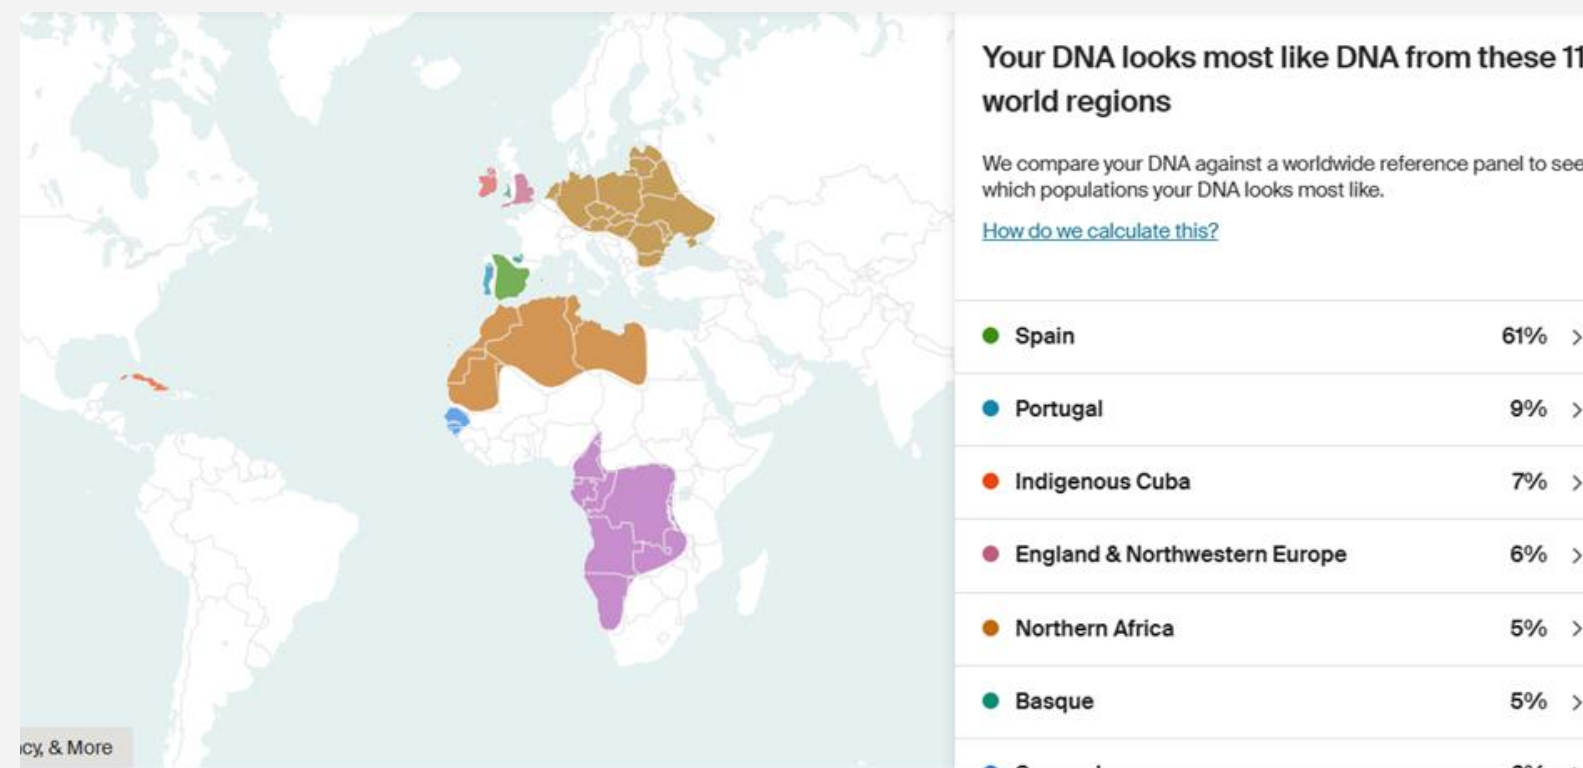 Your DNA looks most like DNA from these 11
world regions
We compare your DNA against a worldwide reference panel to see
which populations your DNA looks most like.
How do we calculate this?
Spain 61%
Portugal 9%
Indigenous Cuba 7%
England & Northwestern Europe 6%
Northern Africa 5%
Basque 5%
& More